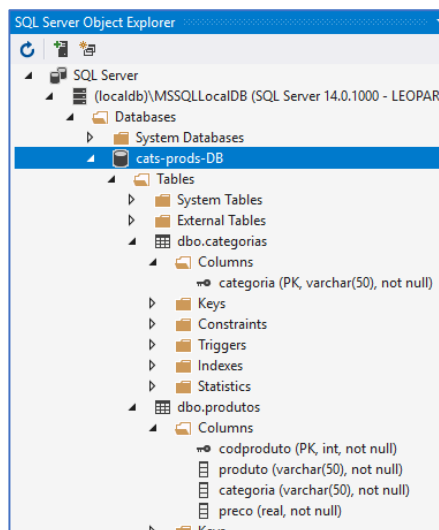 SQL Server Object Explorer
SQL Server
(localdb)\MSSQLLocalDB (SQL Server 14.0.1000 - LEOPAR
Databases
System Databases
cats-prods-DB
Tables
System Tables
External Tables
dbo.categorias
Columns
categoria (PK, varchar(50), not null)
Keys
Constraints
Triggers
Indexes
Statistics
dbo.produtos
Columns
codproduto (PK, int, not null)
produto (varchar(50), not null)
categoria (varchar(50), not null)
preco (real, not null)